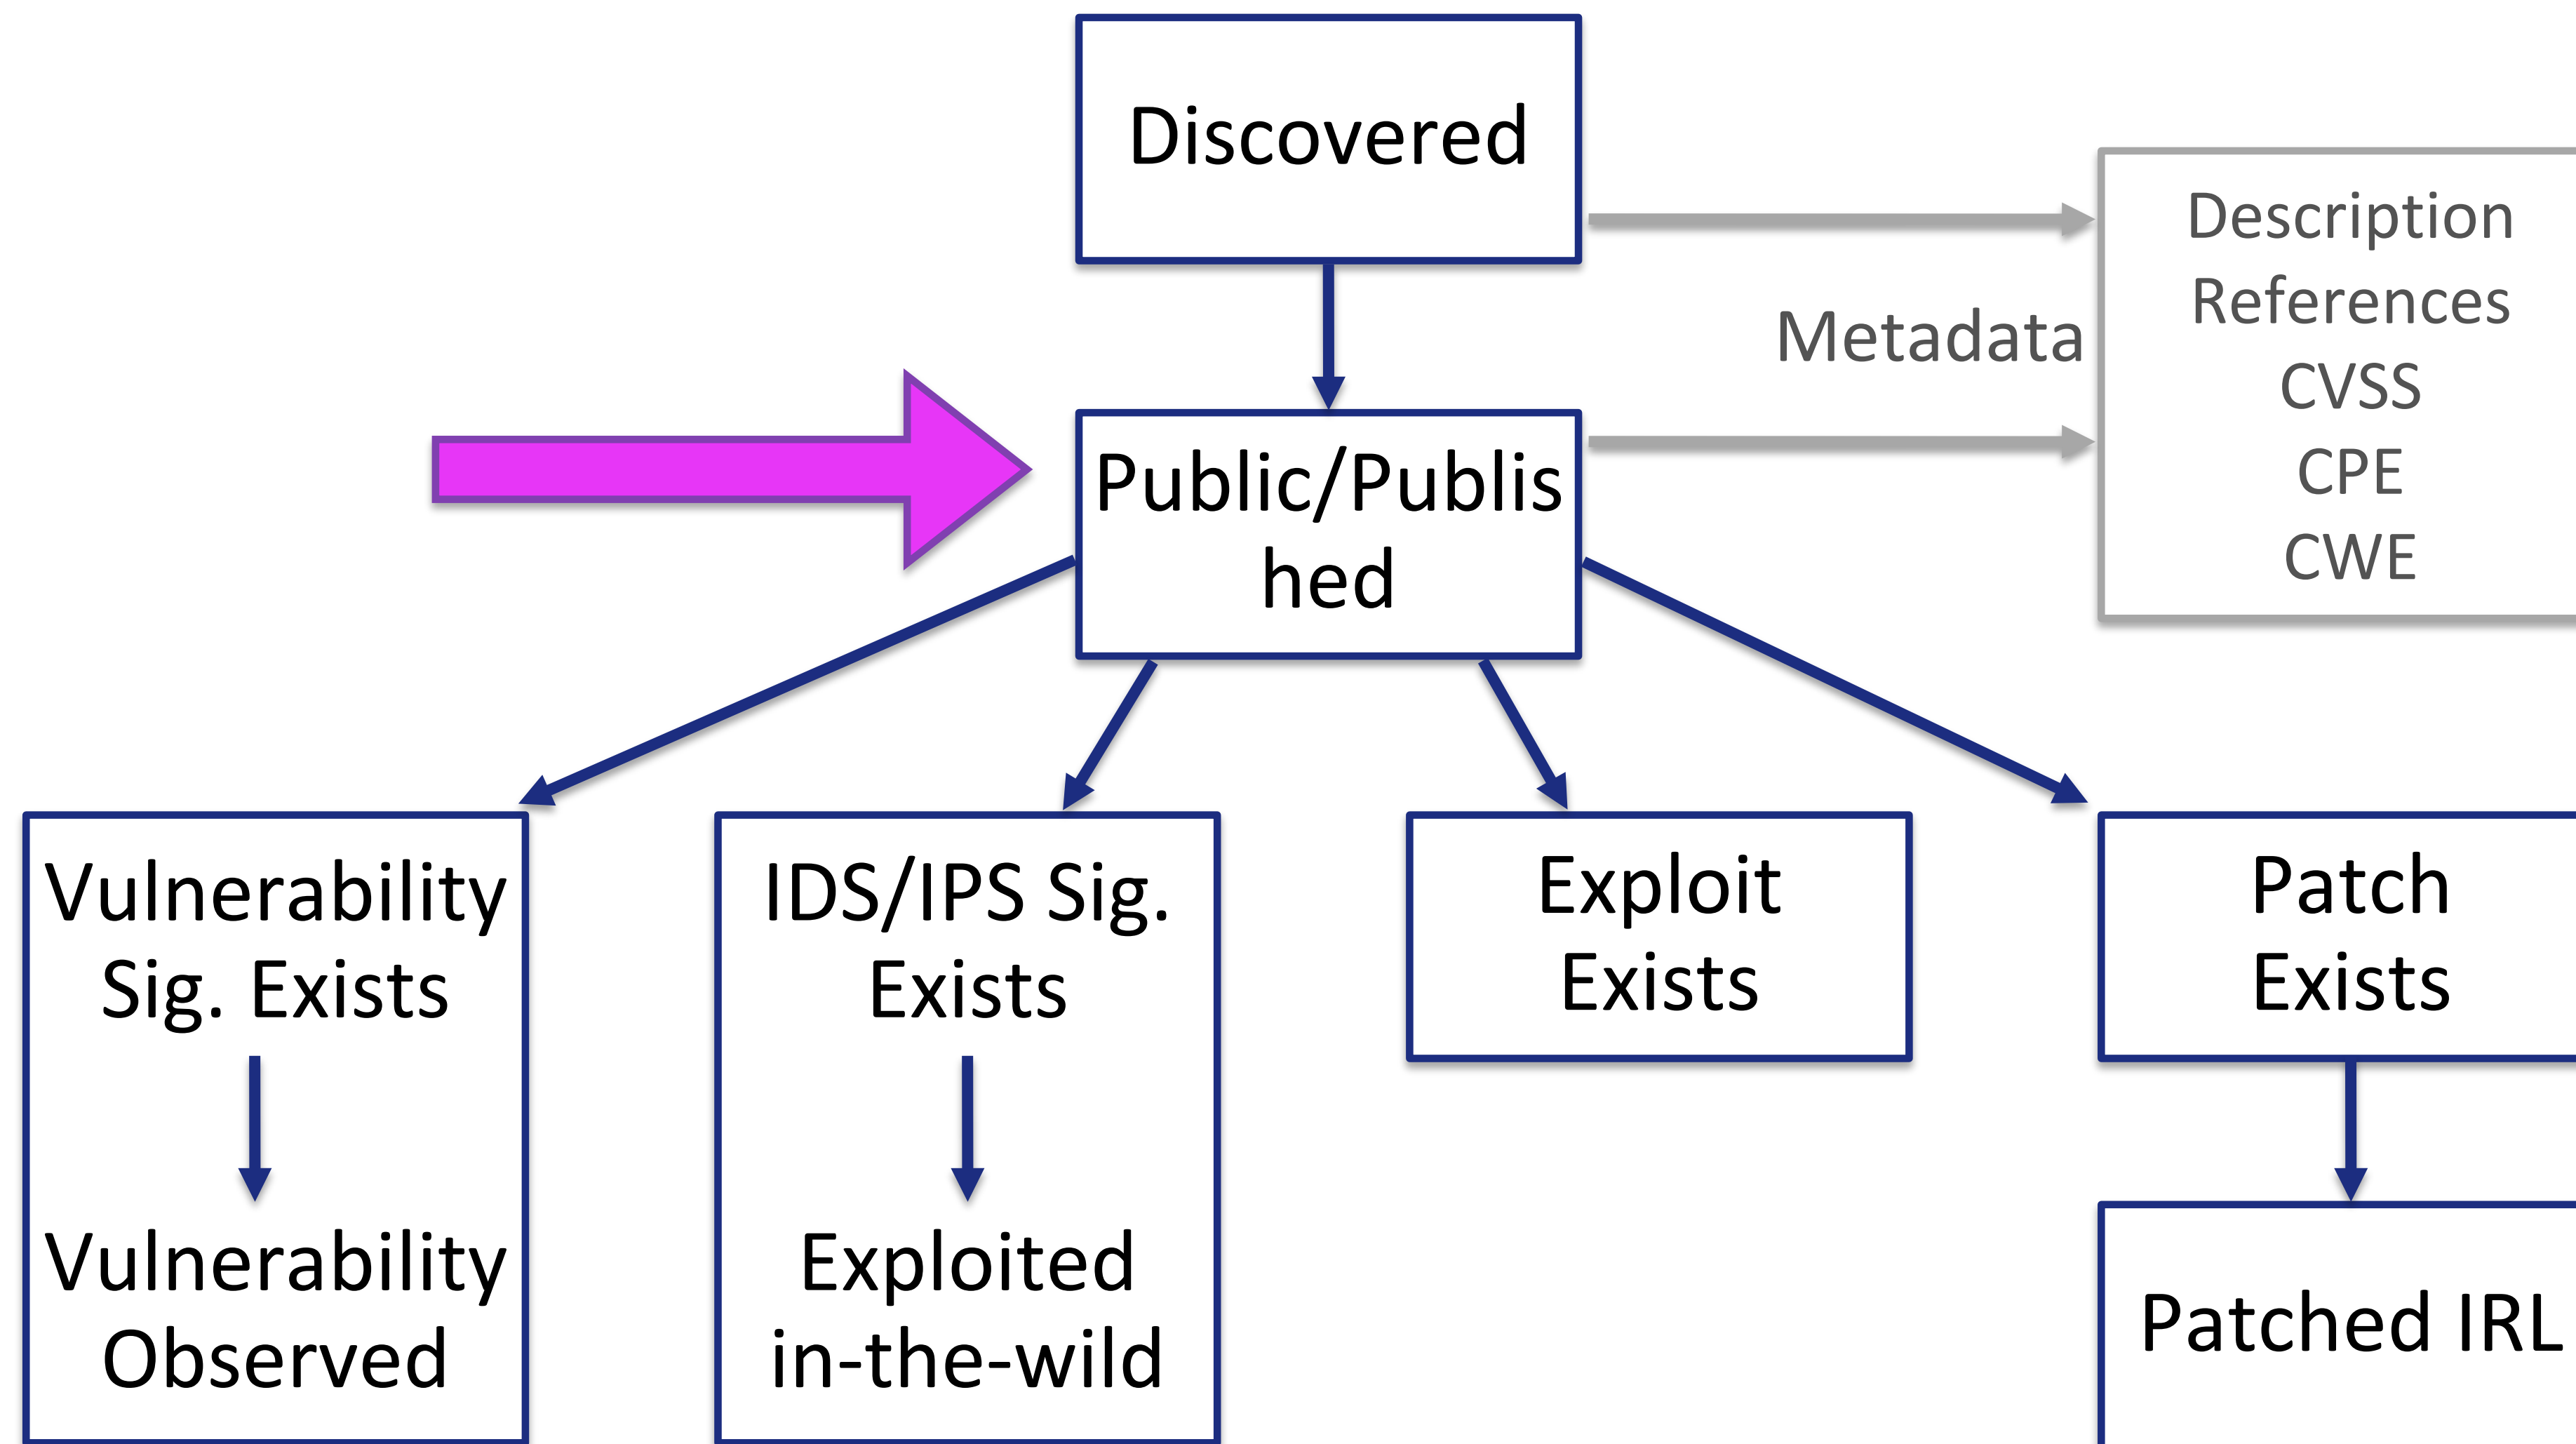 Discovered
Description
References
Metadata
CVSS
CPE
CWE
Public/Publis
hed
Vulnerability
Sig. Exists
Vulnerability
Observed
IDS/IPS Sig.
Exists
Exploited
in-the-wild
Exploit
Exists
Patch
Exists
Patched IRL